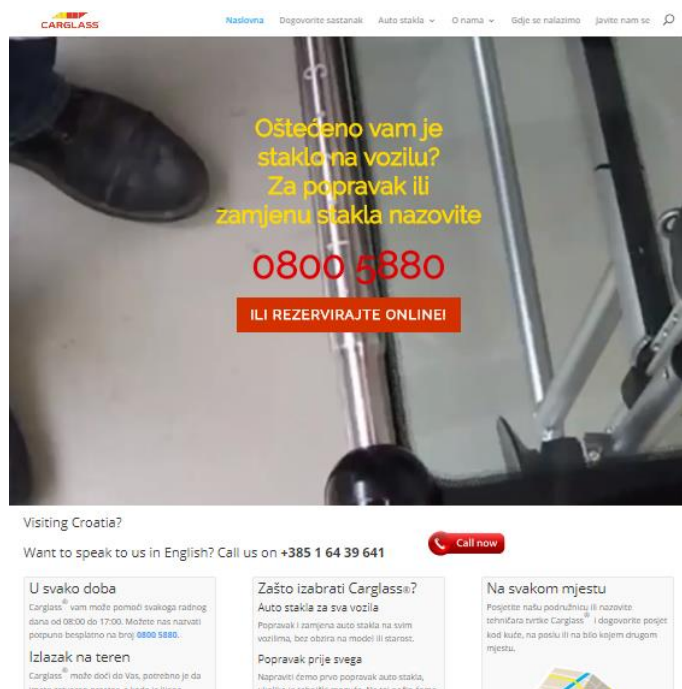 CARGLASS
Naslovna Dogovorite sastanak Auto stakla O nama Gdje se nalazimo Javite nam se
Oštećeno vam je
staklo na vozilu?
Za popravak ili
zamjenu stakla nazovite
0800 5880
ILI REZERVIRAJTE ONLINE!
Visiting Croatia?
Want to speak to us in English? Call us on +385 1 64 39 641
Call now
U svako doba
Carglass® vam može pomoći svakoga radnog
dana od 08:00 do 17:00. Možete nas nazvati
potpuno besplatno na broj 0800 5880.
Izlazak na teren
Carglass® može doći do Vas, potrebno je da
Zašto izabrati Carglass®?
Auto stakla za sva vozila
Popravak i zamjena auto stakla na svim
vozilima, bez obzira na model ili starost.
Popravak prije svega
Napraviti ćemo prvo popravak auto stakla,
Na svakom mjestu
Posjetite našu podružnicu ili nazovite
tehničara tvrtke Carglass® i dogovorite posjet
kod kuće, na poslu ili na bilo kojem drugom
mjestu.